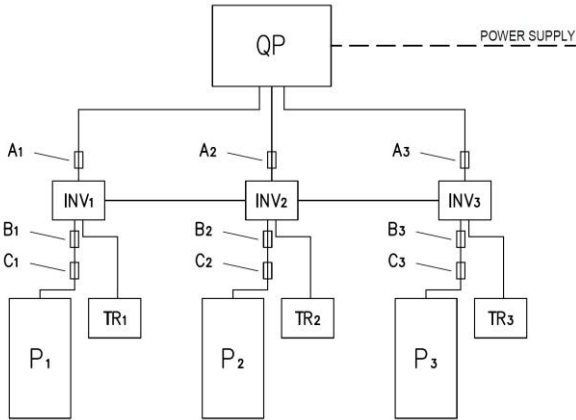 QP
POWER SUPPLY
A1 A2 A3
INV1 INV2 INV3
B1 B2 B3
C1 C2 C3
P1 TR1 P2 TR2 P3 TR3